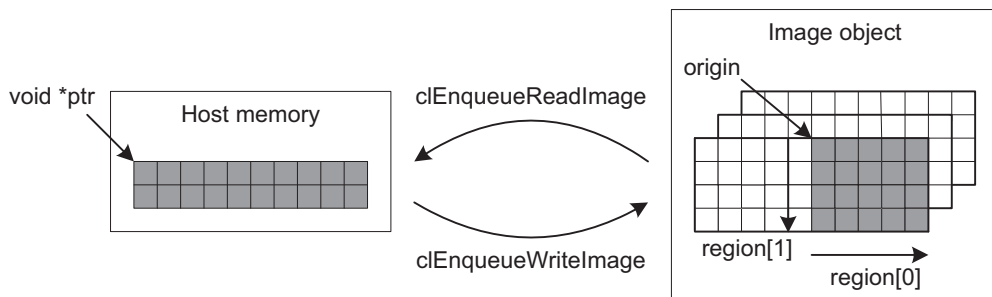 Image object
origin
void *ptr
clEnqueueReadImage
Host memory
clEnqueueWriteImage
region[1]
region[0]